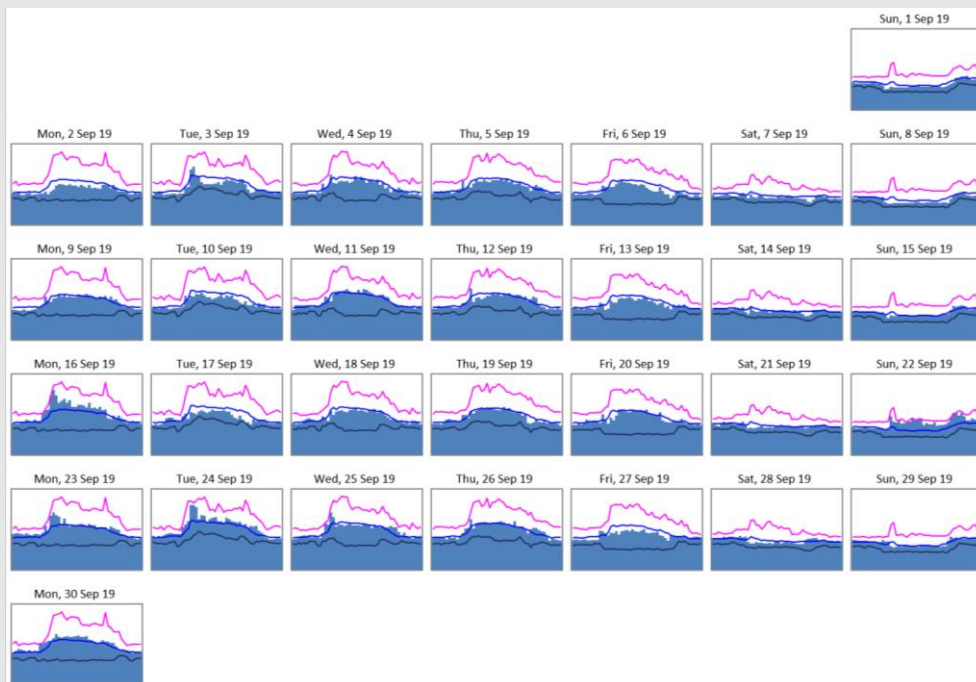 Sun, 1 Sep 19
Mon, 2 Sep 19 Tue, 3 Sep 19 Wed, 4 Sep 19 Thu, 5 Sep 19 Fri, 6 Sep 19 Sat, 7 Sep 19 Sun, 8 Sep 19
Mon, 9 Sep 19 Tue, 10 Sep 19 Wed, 11 Sep 19 Thu, 12 Sep 19 Fri, 13 Sep 19 Sat, 14 Sep 19 Sun, 15 Sep 19
Mon, 16 Sep 19 Tue, 17 Sep 19 Wed, 18 Sep 19 Thu, 19 Sep 19 Fri, 20 Sep 19 Sat, 21 Sep 19 Sun, 22 Sep 19
Mon, 23 Sep 19 Tue, 24 Sep 19 Wed, 25 Sep 19 Thu, 26 Sep 19 Fri, 27 Sep 19 Sat, 28 Sep 19 Sun, 29 Sep 19
Mon, 30 Sep 19